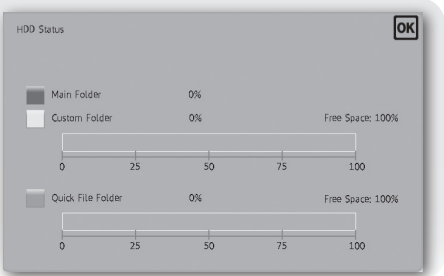 HDD Status
OK
Main Folder 0%
Custom Folder 0% Free Space: 100%
0 25 50 75 100
Quick File Folder 0% Free Space: 100%
0 25 50 75 100